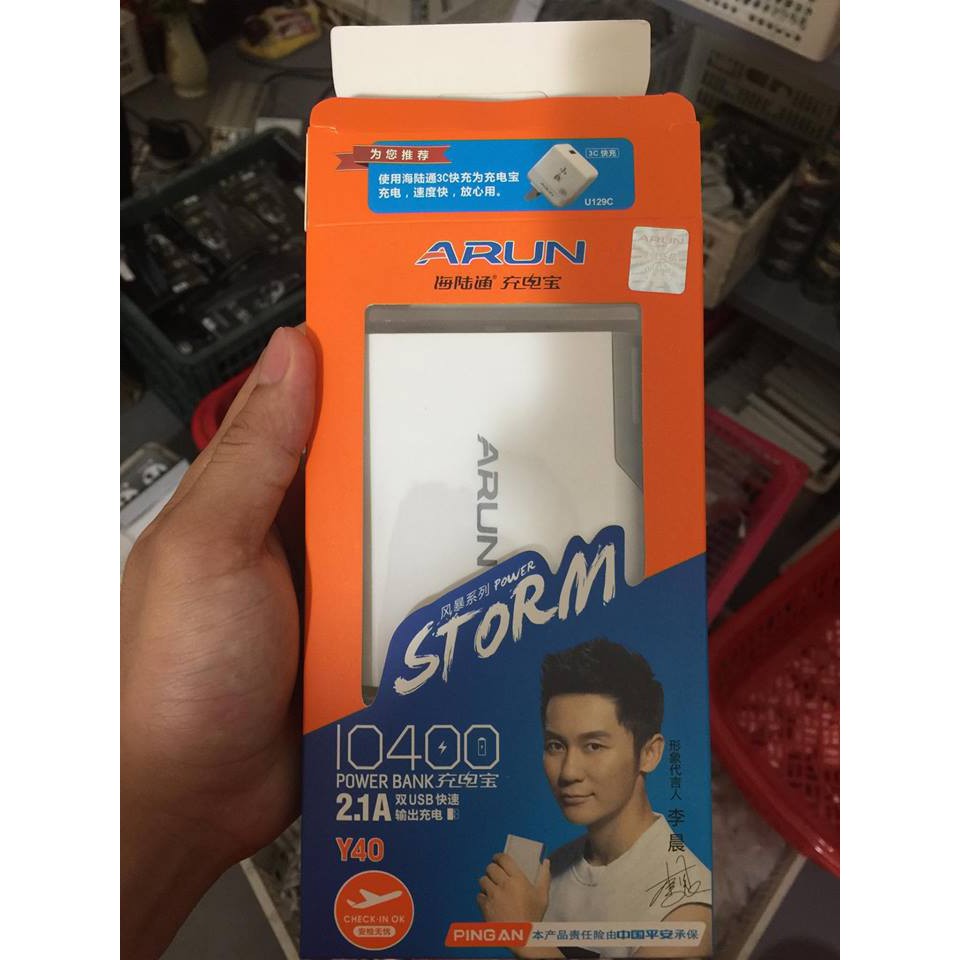 为您推荐
3C 快充
使用海陆通3C快充为充电宝
充电，速度快，放心用。
ARUN
U129C
ARUN
ARUN
海陆通® 充电宝
ARUN
风暴系列 POWER
STORM
10400
POWER BANK 充电宝
2.1A 双USB快速
输出充电
Y40
形象代言人 李晨
CHECK-IN OK
安检无忧
PINGAN 本产品责任险由中国平安承保